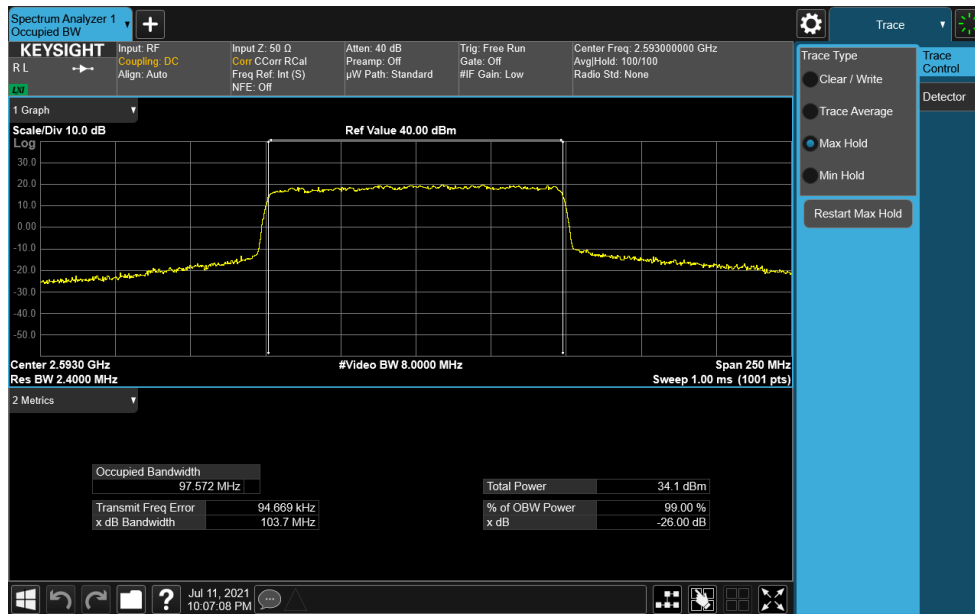 Spectrum Analyzer 1
Occupied BW
+
Trace
KEYSIGHT
R L
LXI
Input: RF
Coupling: DC
Align: Auto
Input Z: 50 Ω
Corr CCorr RCal
Freq Ref: Int (S)
NFE: Off
Atten: 40 dB
Preamp: Off
µW Path: Standard
Trig: Free Run
Gate: Off
#IF Gain: Low
Center Freq: 2.593000000 GHz
Avg|Hold: 100/100
Radio Std: None
Trace Type
Clear / Write
Trace Average
Max Hold
Min Hold
Restart Max Hold
Trace
Control
Detector
1 Graph
Scale/Div 10.0 dB
Ref Value 40.00 dBm
Log
30.0
20.0
10.0
0.00
-10.0
-20.0
-30.0
-40.0
-50.0
Center 2.5930 GHz
#Video BW 8.0000 MHz
Span 250 MHz
Res BW 2.4000 MHz
Sweep 1.00 ms (1001 pts)
2 Metrics
Occupied Bandwidth
97.572 MHz
Total Power 34.1 dBm
Transmit Freq Error 94.669 kHz
% of OBW Power 99.00 %
x dB Bandwidth 103.7 MHz
x dB -26.00 dB
?
Jul 11, 2021
10:07:08 PM